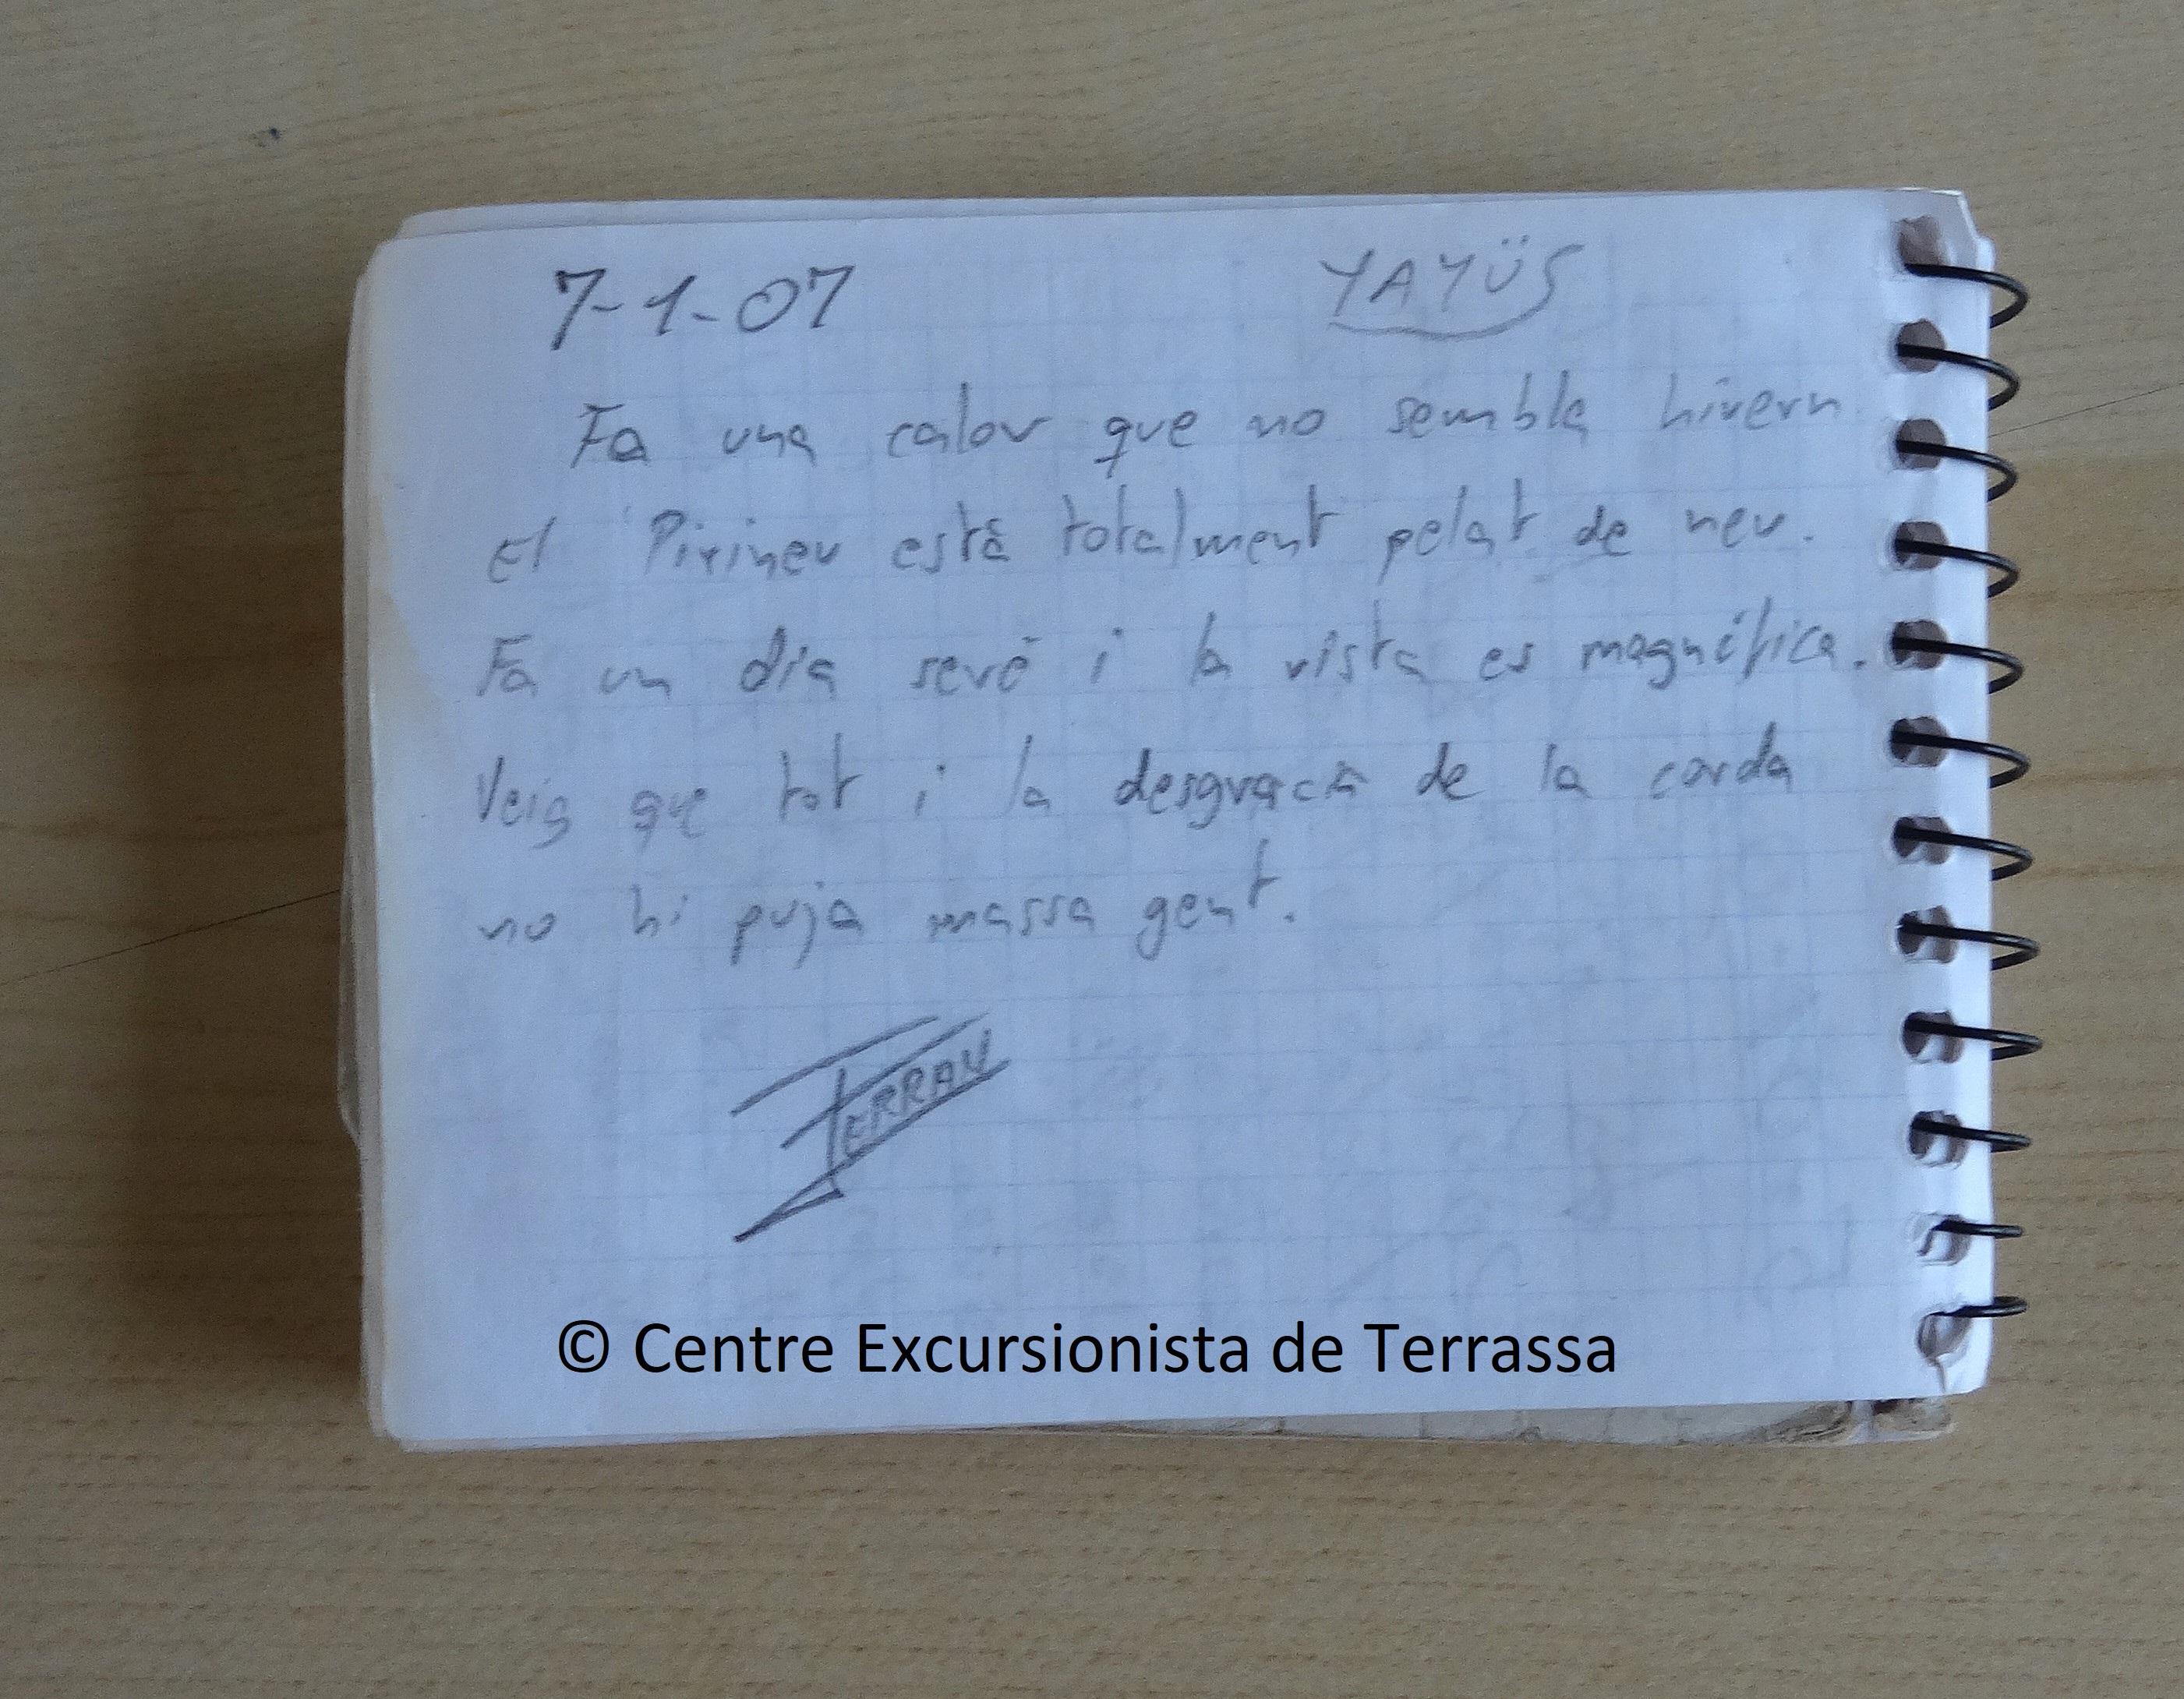 7-1-07 YAYÜS
Fa una calor que no sembla hivern
El Pirineu està totalment pelat de neu.
Fa un dia serè i la vista es magnífica.
Veig que tot i la desgracia de la corda
no hi puja massa gent.
FERRAN
© Centre Excursionista de Terrassa